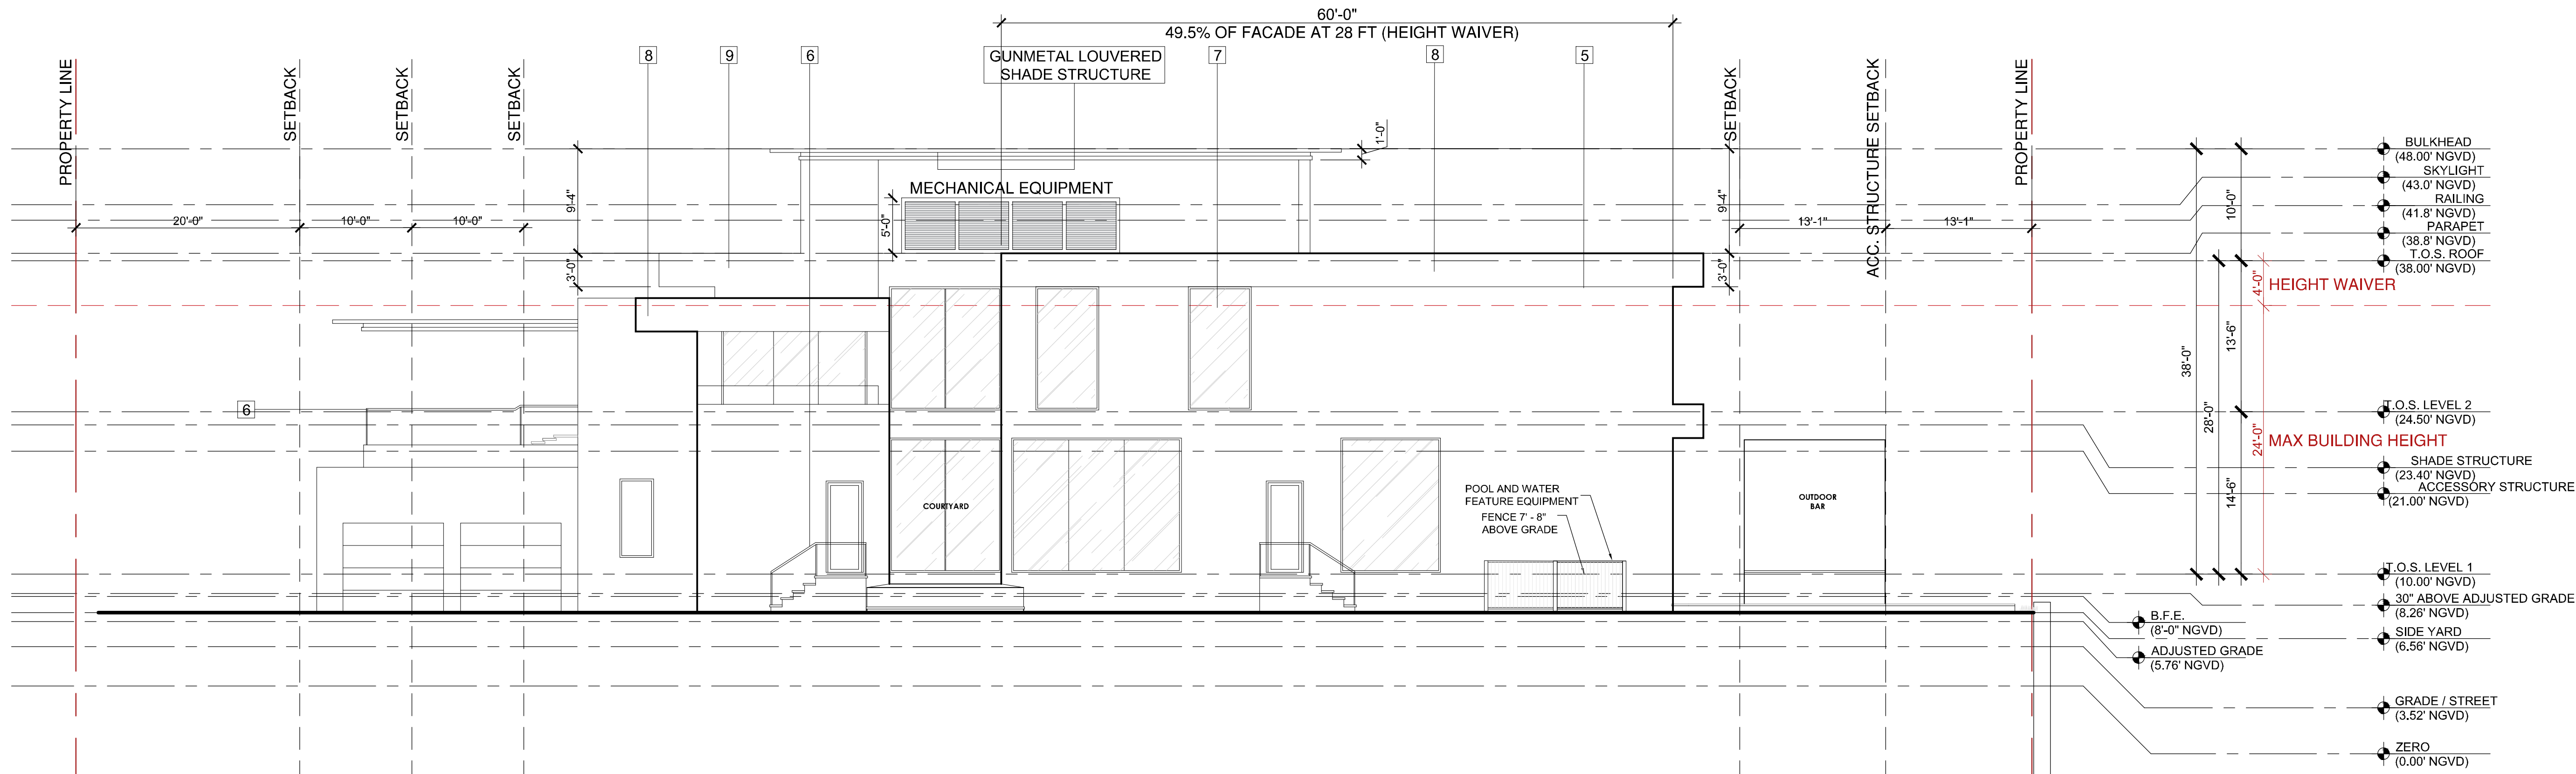 60'-0"
49.5% OF FACADE AT 28 FT (HEIGHT WAIVER)
8
9
6
GUNMETAL LOUVERED
SHADE STRUCTURE
7
8
5
PROPERTY LINE
SETBACK
SETBACK
SETBACK
SETBACK
ACC. STRUCTURE SETBACK
PROPERTY LINE
1'-0"
MECHANICAL EQUIPMENT
20'-0"
10'-0"
10'-0"
9'-4"
3'-0"
5'-0"
9'-4"
3'-0"
13'-1"
13'-1"
6
COURTYARD
POOL AND WATER
FEATURE EQUIPMENT
FENCE 7' - 8"
ABOVE GRADE
OUTDOOR
BAR
38'-0"
28'-0"
10'-0"
13'-6"
14'-6"
4'-0"
HEIGHT WAIVER
24'-0"
MAX BUILDING HEIGHT
BULKHEAD
(48.00' NGVD)
SKYLIGHT
(43.0' NGVD)
RAILING
(41.8' NGVD)
PARAPET
(38.8' NGVD)
T.O.S. ROOF
(38.00' NGVD)
T.O.S. LEVEL 2
(24.50' NGVD)
SHADE STRUCTURE
(23.40' NGVD)
ACCESSORY STRUCTURE
(21.00' NGVD)
T.O.S. LEVEL 1
(10.00' NGVD)
30" ABOVE ADJUSTED GRADE
(8.26' NGVD)
B.F.E.
(8'-0" NGVD)
SIDE YARD
(6.56' NGVD)
ADJUSTED GRADE
(5.76' NGVD)
GRADE / STREET
(3.52' NGVD)
ZERO
(0.00' NGVD)